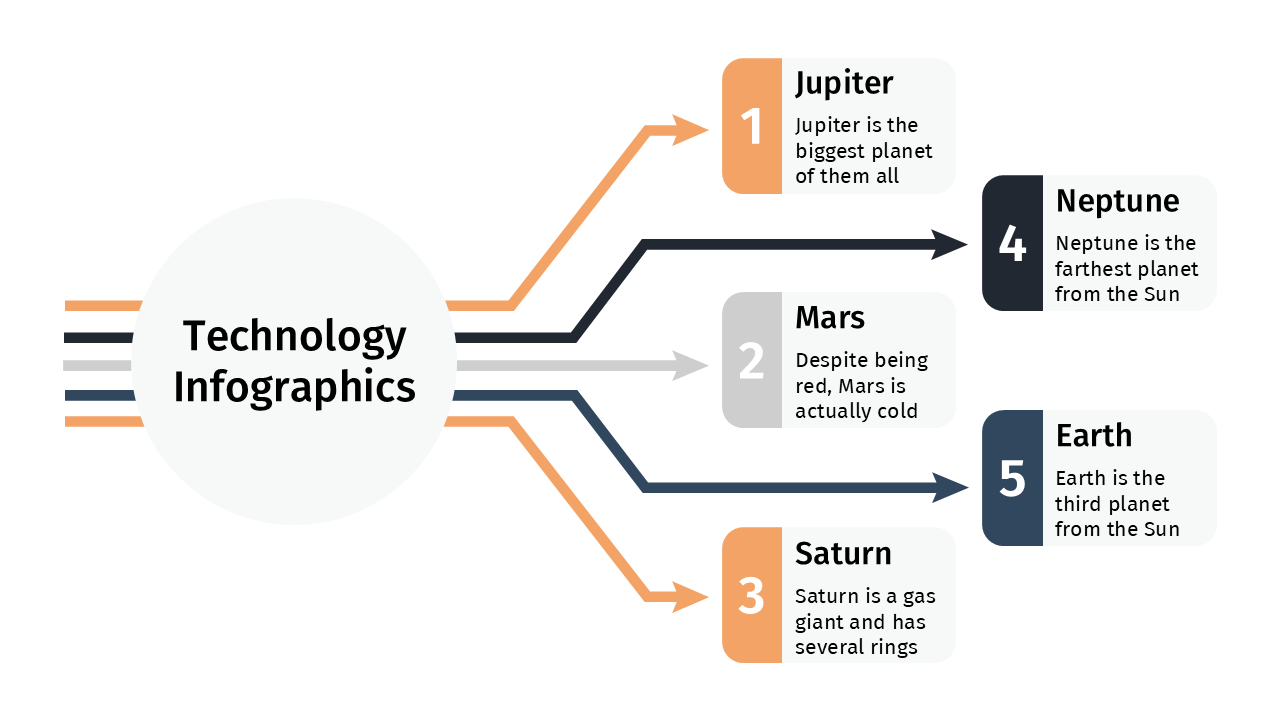 Technology
Infographics
1
Jupiter
Jupiter is the
biggest planet
of them all
2
Mars
Despite being
red, Mars is
actually cold
3
Saturn
Saturn is a gas
giant and has
several rings
4
Neptune
Neptune is the
farthest planet
from the Sun
5
Earth
Earth is the
third planet
from the Sun